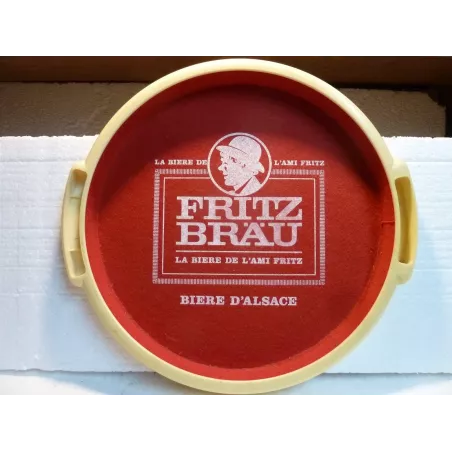 LA BIERE DE L'AMI FRITZ
FRITZ
BRÄU
LA BIERE DE L'AMI FRITZ
BIERE D'ALSACE